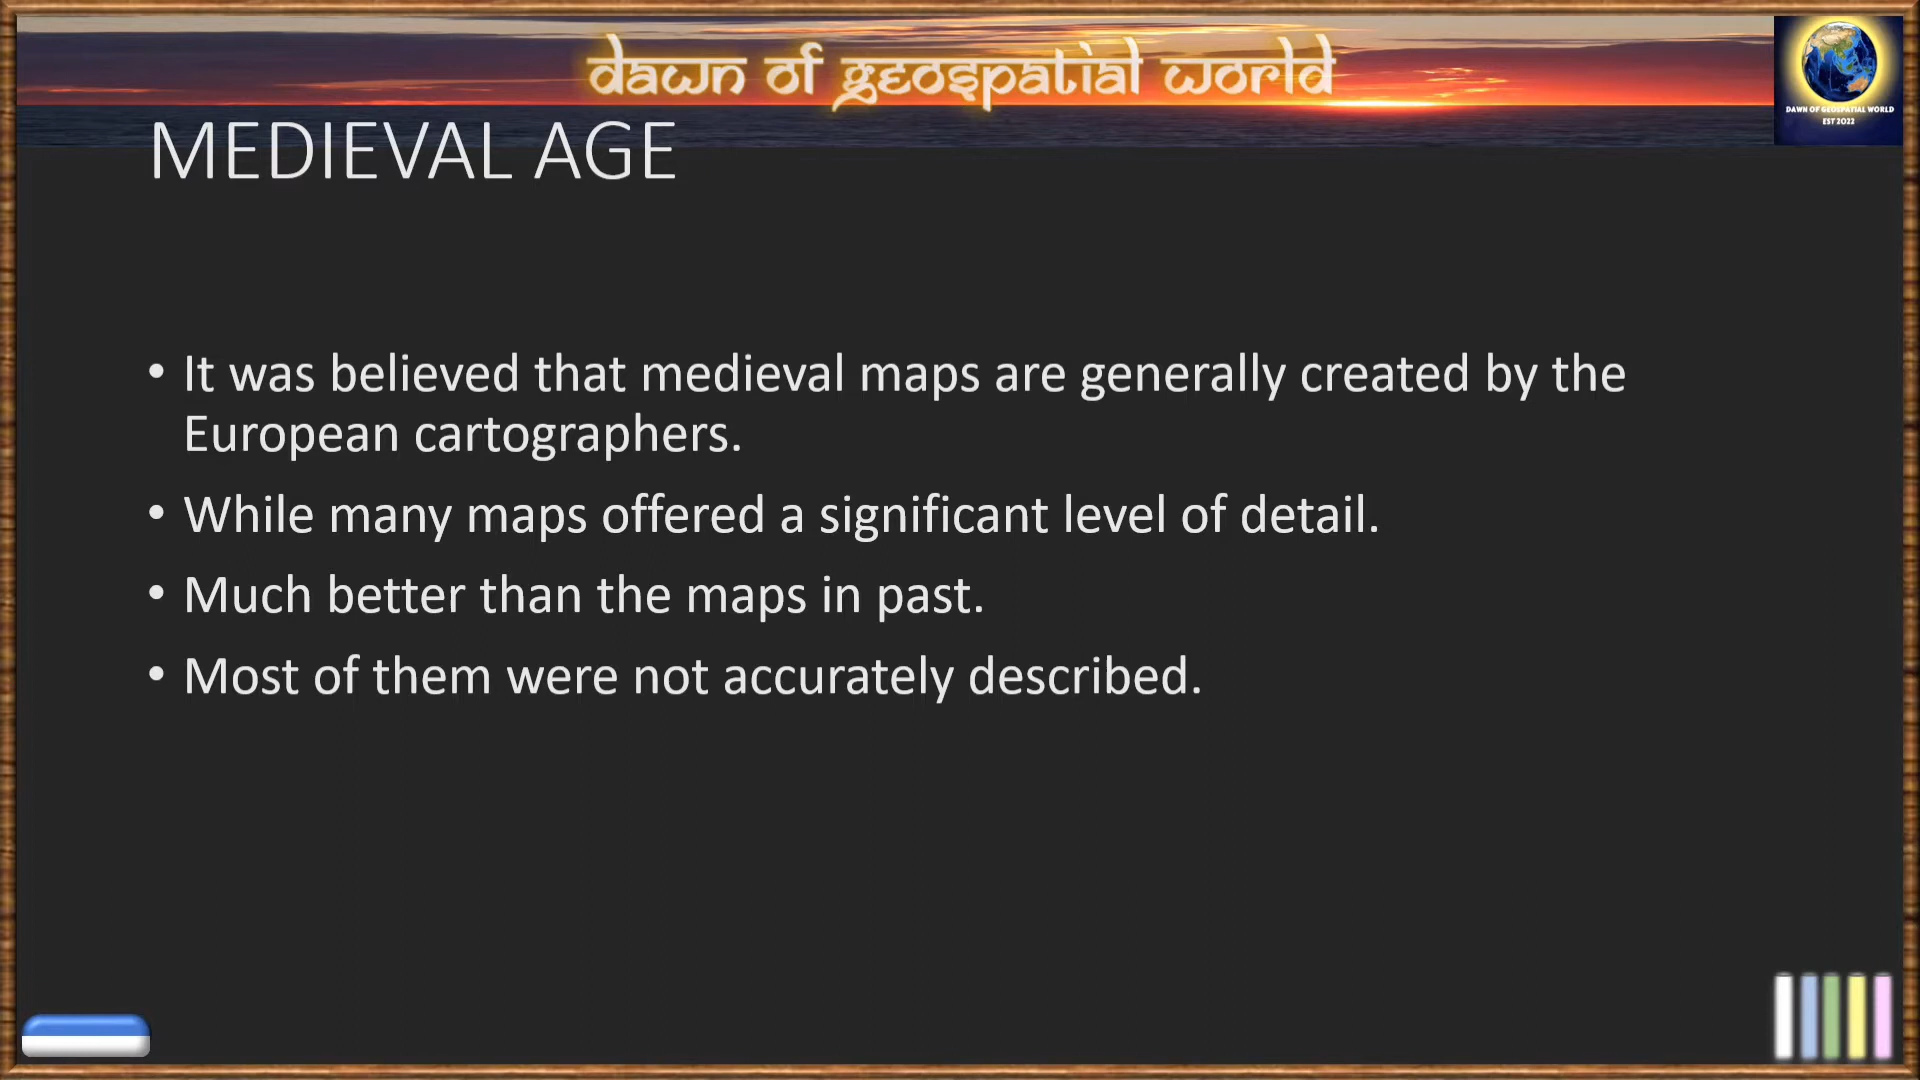 dawn of geospatial world
DAWN OF GEOSPATIAL WORLD
EST 2022
MEDIEVAL AGE
• It was believed that medieval maps are generally created by the
European cartographers.
• While many maps offered a significant level of detail.
• Much better than the maps in past.
• Most of them were not accurately described.